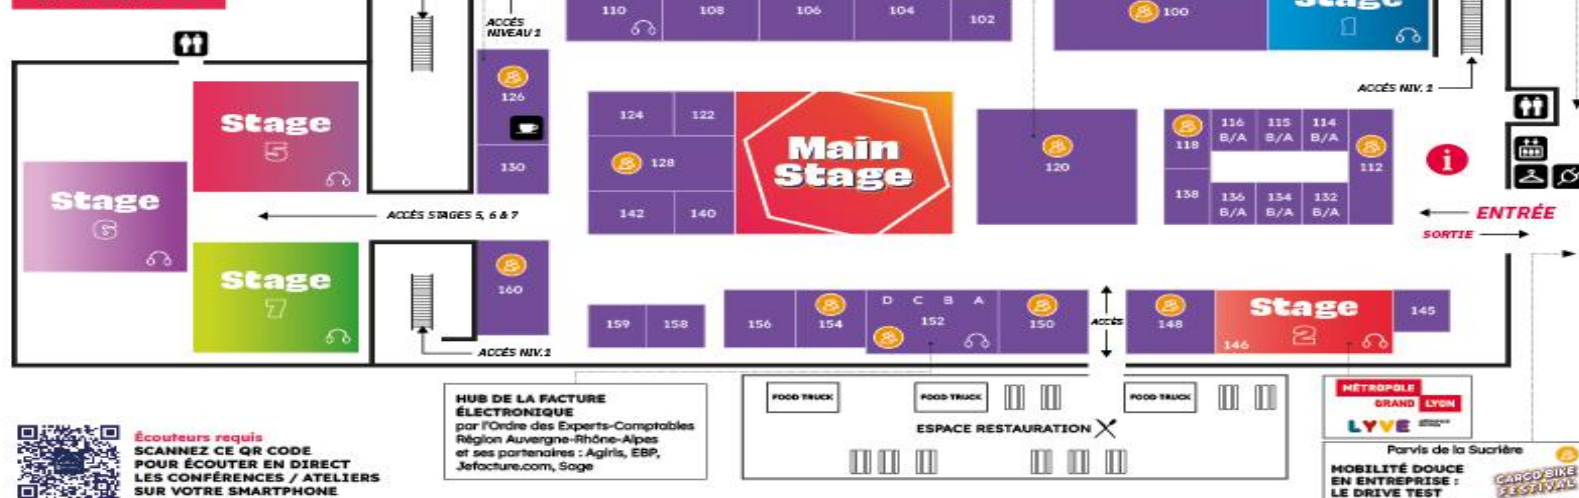 110
108
106
104
102
100
Stage
1
ACCÈS
NIVEAU 1
126
130
124
122
128
142
140
Main
Stage
120
118
138
116
B/A
115
B/A
114
B/A
112
136
B/A
134
B/A
132
B/A
ACCÈS NIV. 1
i
ENTRÉE
SORTIE
Stage
5
Stage
6
Stage
7
ACCÈS STAGES 5, 6 & 7
160
ACCÈS NIV.1
159
158
156
154
D C B A
152
150
ACCÈS
148
146
Stage
2
145
HUB DE LA FACTURE
ÉLECTRONIQUE
par l'Ordre des Experts-Comptables
Région Auvergne-Rhône-Alpes
et ses partenaires : Agiris, EBP,
Jefacture.com, Sage
FOOD TRUCK
FOOD TRUCK
FOOD TRUCK
ESPACE RESTAURATION
MÉTROPOLE
GRAND LYON
LYVE
Parvis de la Sucrière
MOBILITÉ DOUCE
EN ENTREPRISE :
LE DRIVE TEST
CARGO BIKE
FESTIVAL
Écouteurs requis
SCANNEZ CE QR CODE
POUR ÉCOUTER EN DIRECT
LES CONFÉRENCES / ATELIERS
SUR VOTRE SMARTPHONE